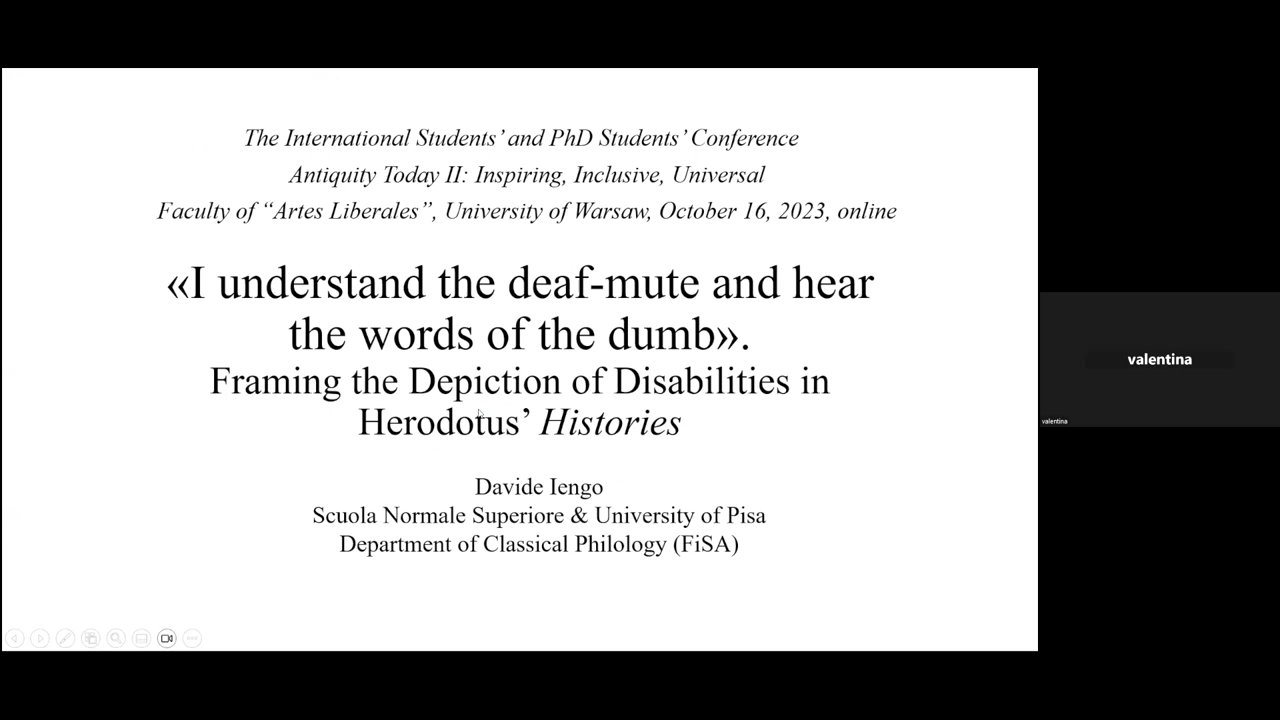 The International Students’ and PhD Students’ Conference
Antiquity Today II: Inspiring, Inclusive, Universal
Faculty of “Artes Liberales”, University of Warsaw, October 16, 2023, online
«I understand the deaf-mute and hear
the words of the dumb».
Framing the Depiction of Disabilities in
Herodotus’ Histories
Davide Iengo
Scuola Normale Superiore & University of Pisa
Department of Classical Philology (FiSA)
valentina
valentina